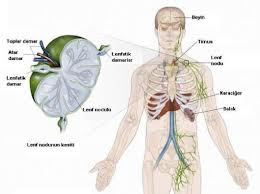 Toplar damar
Atar
damar
Lenfatik
damarlar
Lenfatik
damar
Lenf nodülü
Lenf nodunun kesiti
Beyin
Timus
Lenf
nodu
Karaciğer
Dalak